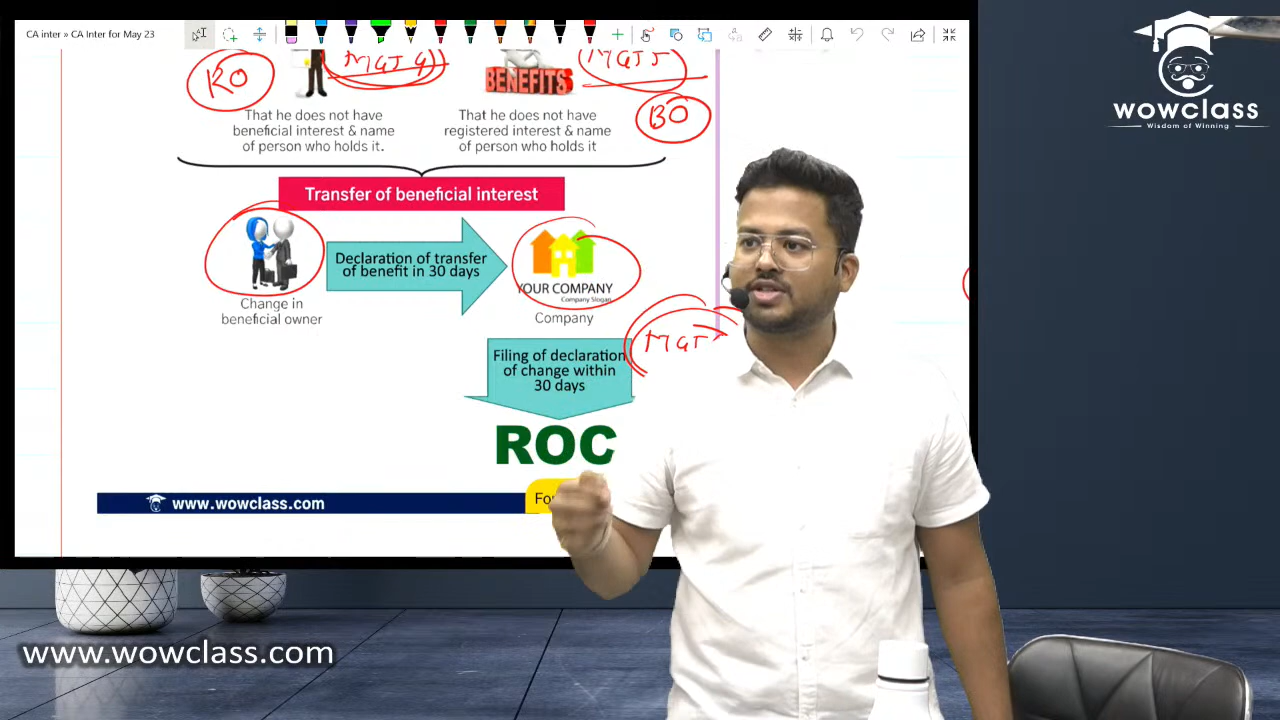 CA inter » CA Inter for May 23
wowclass
Wisdom of Winning
RO
MGT 4
BENEFITS
MGT 5
BO
That he does not have
beneficial interest & name
of person who holds it.
That he does not have
registered interest & name
of person who holds it
Transfer of beneficial interest
Declaration of transfer
of benefit in 30 days
YOUR COMPANY
Company Slogan
Change in
beneficial owner
Company
MGT
Filing of declaration
of change within
30 days
ROC
www.wowclass.com
www.wowclass.com